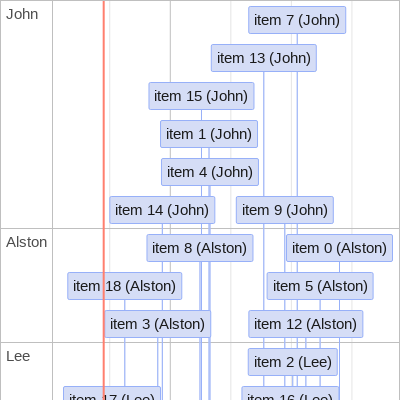 John
item 7 (John)
item 13 (John)
item 15 (John)
item 1 (John)
item 4 (John)
item 14 (John)
item 9 (John)
Alston
item 8 (Alston)
item 0 (Alston)
item 18 (Alston)
item 5 (Alston)
item 3 (Alston)
item 12 (Alston)
Lee
item 2 (Lee)
item 17 (Lee)
item 16 (Lee)